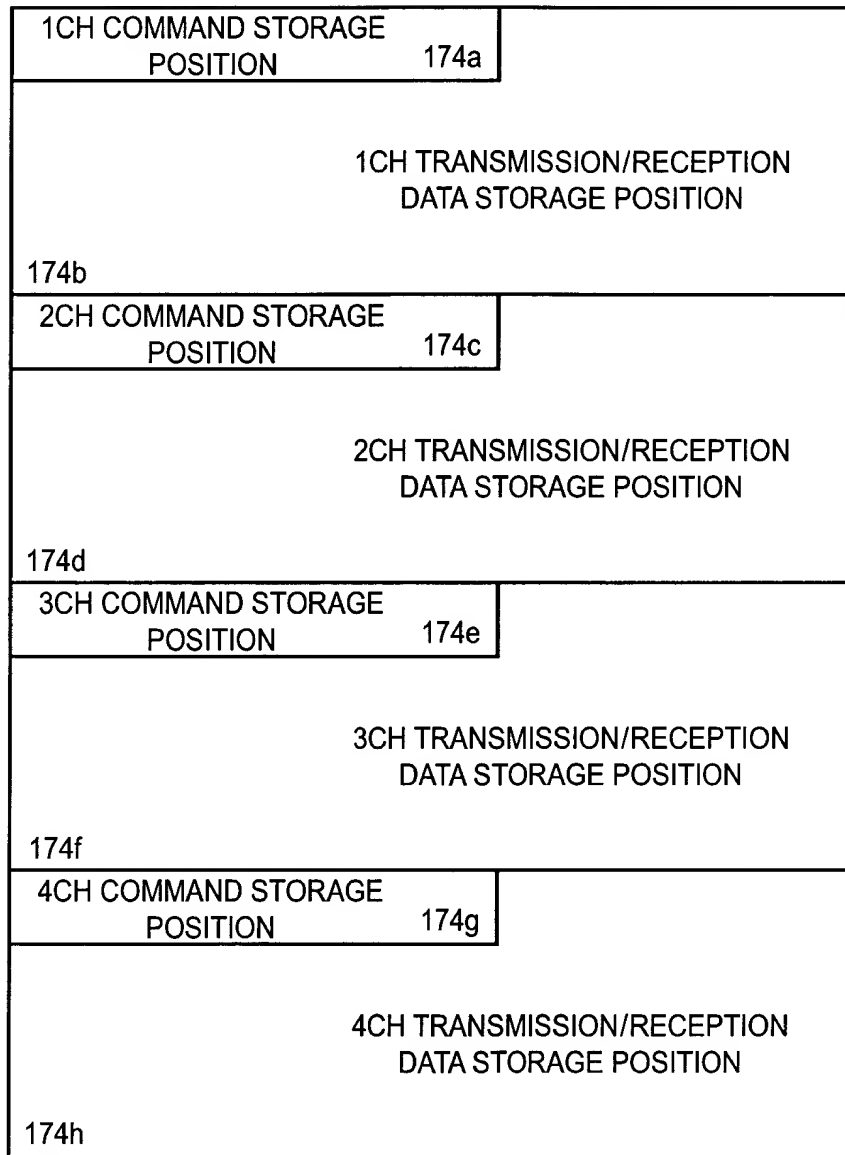 1CH COMMAND STORAGE
POSITION 174a
1CH TRANSMISSION/RECEPTION
DATA STORAGE POSITION
174b
2CH COMMAND STORAGE
POSITION 174c
2CH TRANSMISSION/RECEPTION
DATA STORAGE POSITION
174d
3CH COMMAND STORAGE
POSITION 174e
3CH TRANSMISSION/RECEPTION
DATA STORAGE POSITION
174f
4CH COMMAND STORAGE
POSITION 174g
4CH TRANSMISSION/RECEPTION
DATA STORAGE POSITION
174h